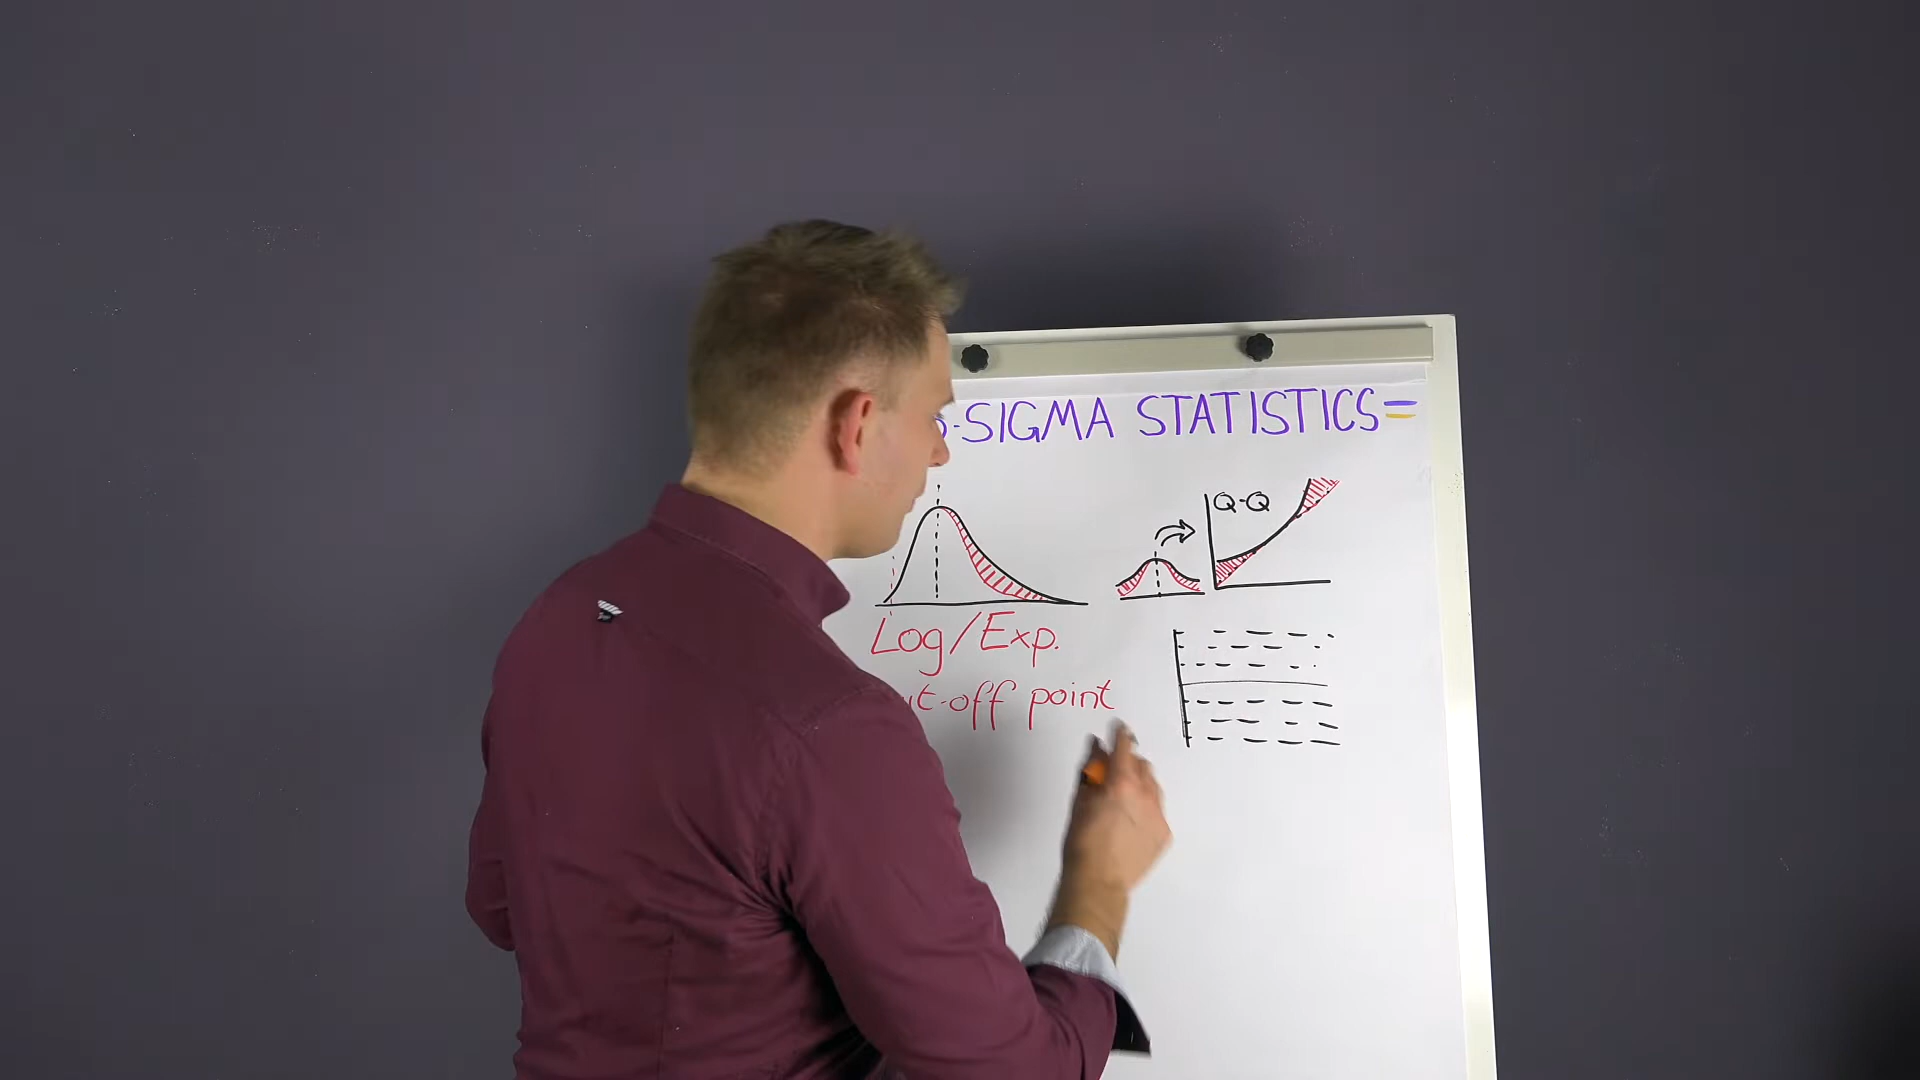 -SIGMA STATISTICS=
Q-Q
Log/Exp.
point